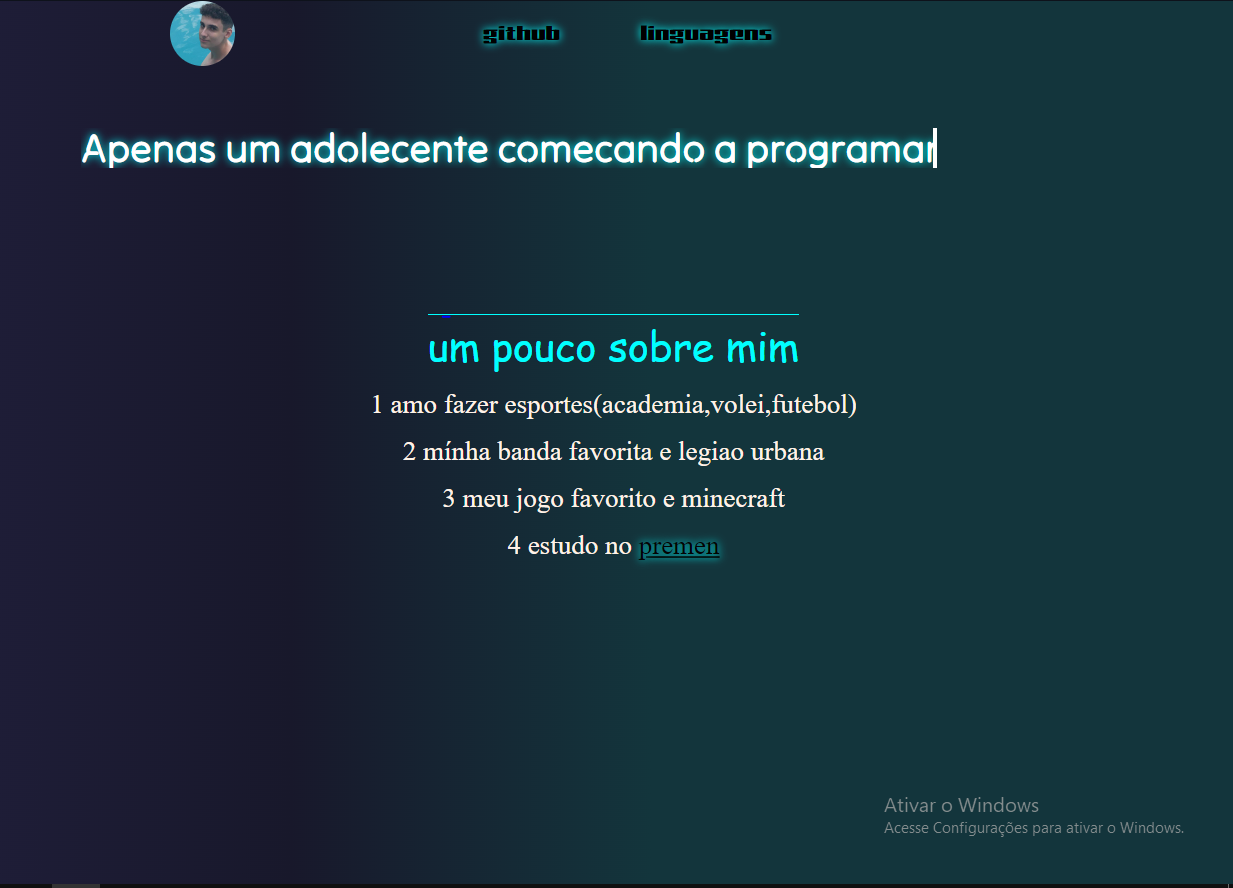 github linguagens
Apenas um adolecente comecando a programar
um pouco sobre mim
1 amo fazer esportes(academia,volei,futebol)
2 mínha banda favorita e legiao urbana
3 meu jogo favorito e minecraft
4 estudo no premen
Ativar o Windows
Acesse Configurações para ativar o Windows.